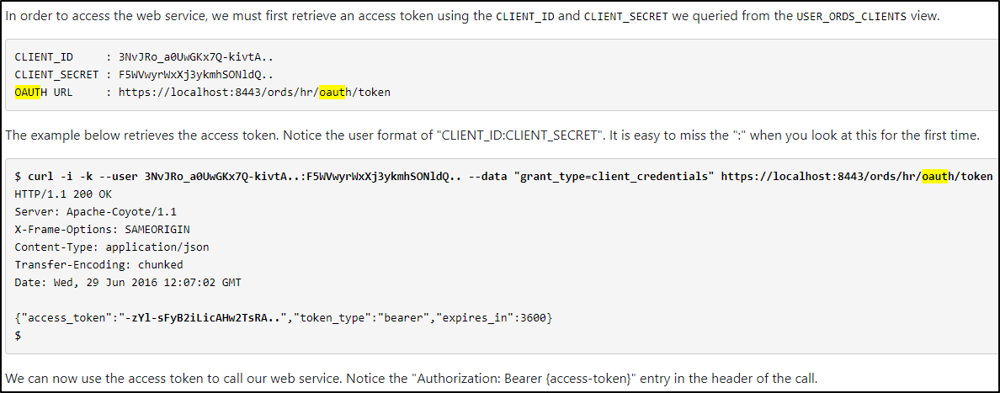 In order to access the web service, we must first retrieve an access token using the CLIENT_ID and CLIENT_SECRET we queried from the USER_ORDS_CLIENTS view.
CLIENT_ID     : 3NvJRo_a0UwGKx7Q-kivtA..
CLIENT_SECRET : F5WVwyrWxXj3ykmhSONldQ..
OAUTH URL     : https://localhost:8443/ords/hr/oauth/token
The example below retrieves the access token. Notice the user format of "CLIENT_ID:CLIENT_SECRET". It is easy to miss the ":" when you look at this for the first time.
$ curl -i -k --user 3NvJRo_a0UwGKx7Q-kivtA..:F5WVwyrWxXj3ykmhSONldQ.. --data "grant_type=client_credentials" https://localhost:8443/ords/hr/oauth/token
HTTP/1.1 200 OK
Server: Apache-Coyote/1.1
X-Frame-Options: SAMEORIGIN
Content-Type: application/json
Transfer-Encoding: chunked
Date: Wed, 29 Jun 2016 12:07:02 GMT
{"access_token":"-zYl-sFyB2iLicAHw2TsRA..","token_type":"bearer","expires_in":3600}
$
We can now use the access token to call our web service. Notice the "Authorization: Bearer {access-token}" entry in the header of the call.